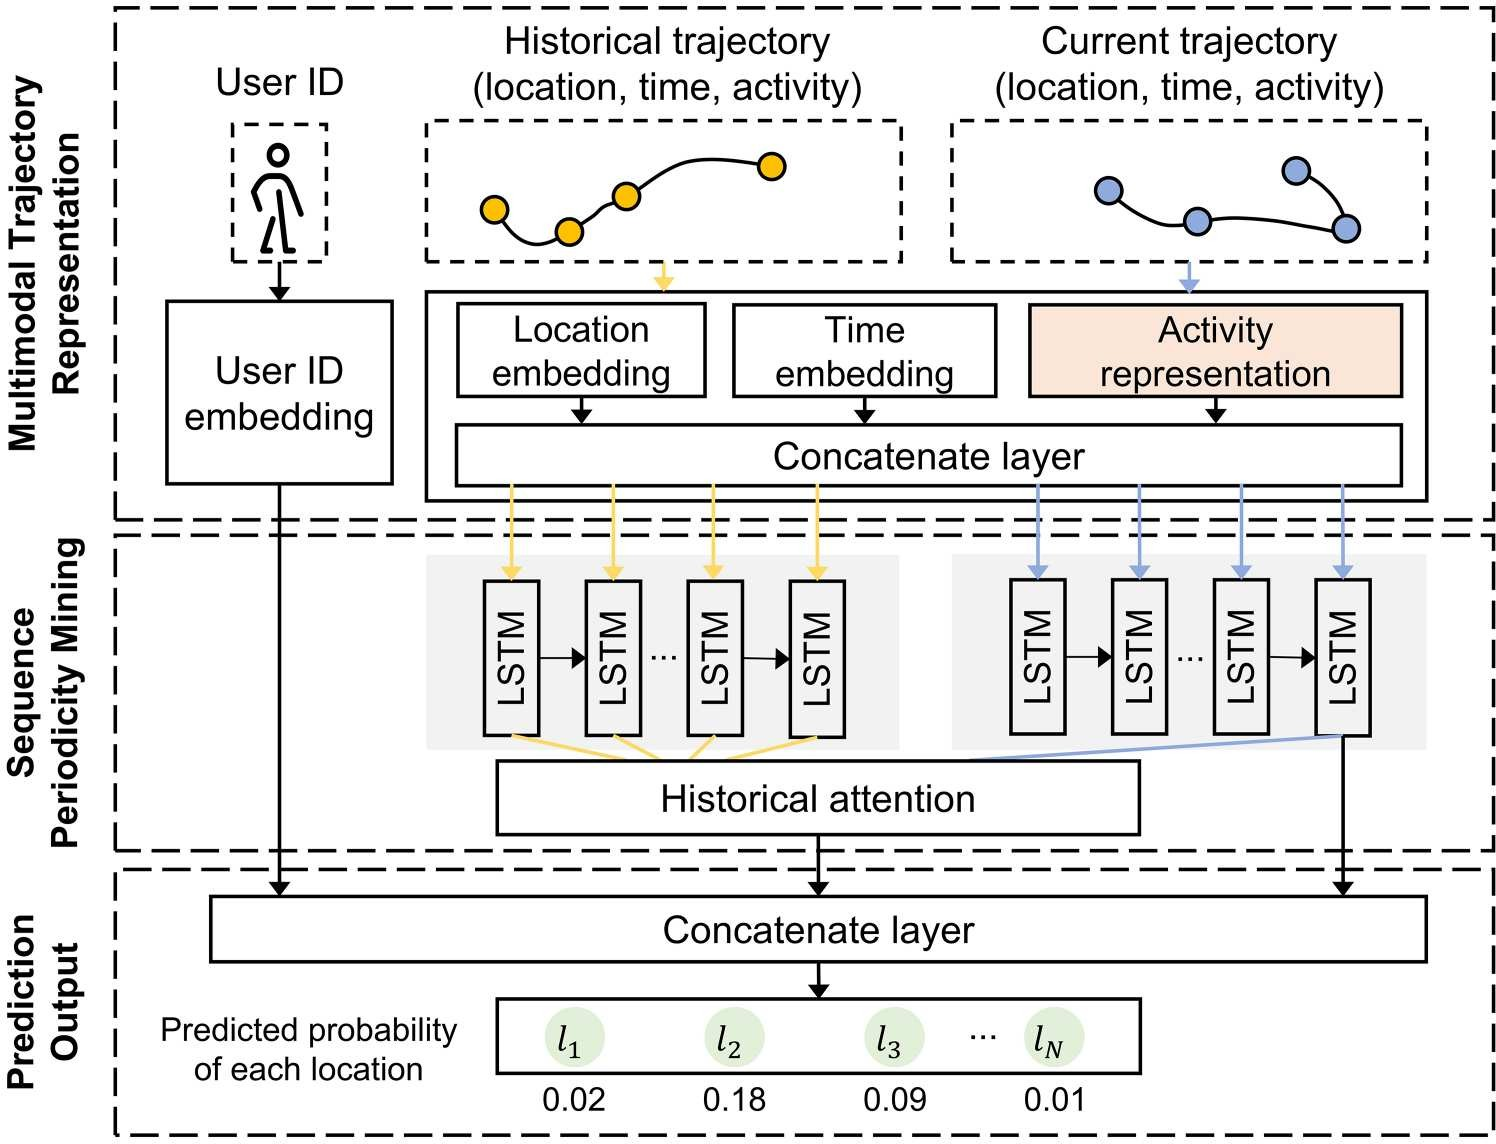 Multimodal Trajectory
Representation
User ID
Historical trajectory
(location, time, activity)
Current trajectory
(location, time, activity)
User ID
embedding
Location
embedding
Time
embedding
Activity
representation
Concatenate layer
Sequence
Periodicity Mining
LSTM
LSTM
...
LSTM
LSTM
LSTM
LSTM
...
LSTM
LSTM
Historical attention
Prediction
Output
Concatenate layer
Predicted probability
of each location
l₁ l₂ l₃ ... l_N
0.02 0.18 0.09 0.01